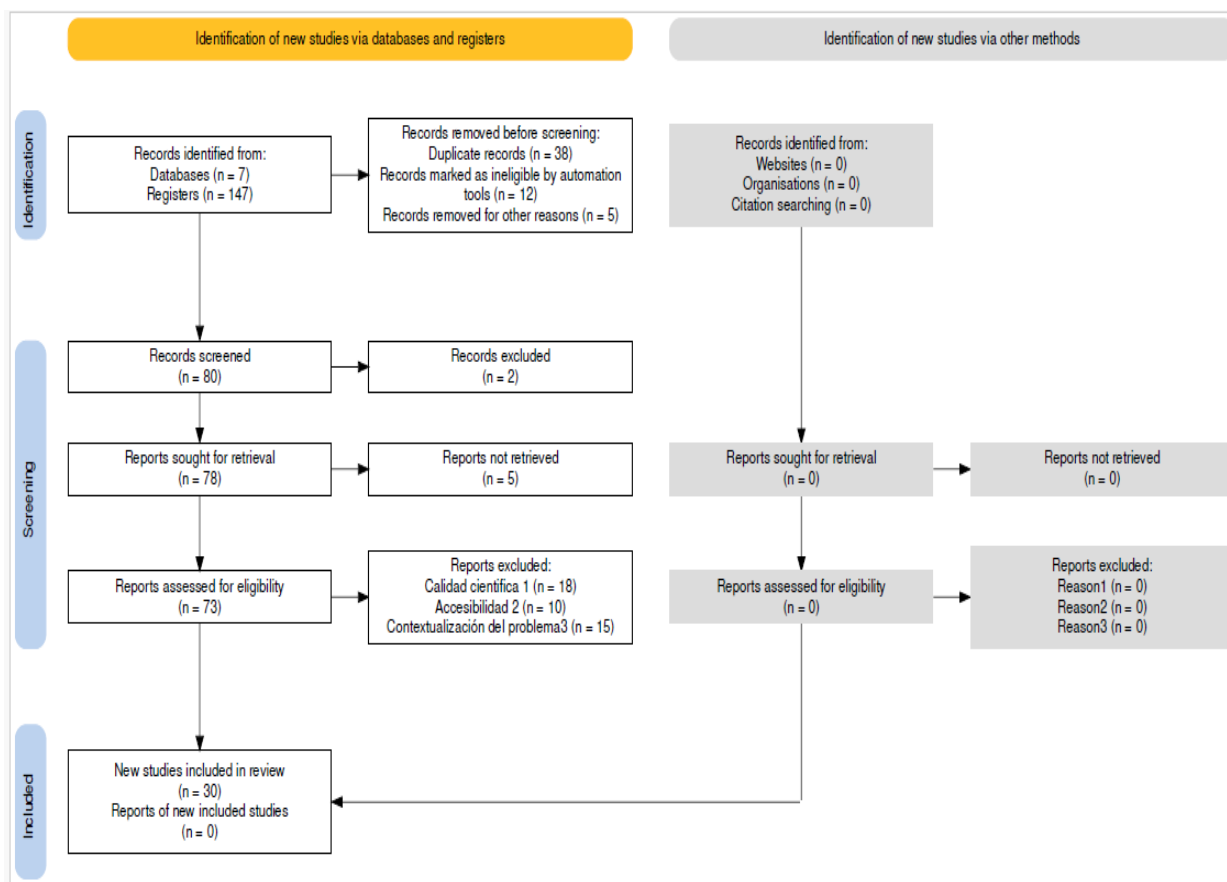 Identification of new studies via databases and registers
Identification of new studies via other methods
Identification
Records identified from:
Databases (n = 7)
Registers (n = 147)
Records removed before screening:
Duplicate records (n = 38)
Records marked as ineligible by automation
tools (n = 12)
Records removed for other reasons (n = 5)
Records identified from:
Websites (n = 0)
Organisations (n = 0)
Citation searching (n = 0)
Screening
Records screened
(n = 80)
Records excluded
(n = 2)
Reports sought for retrieval
(n = 78)
Reports not retrieved
(n = 5)
Reports sought for retrieval
(n = 0)
Reports not retrieved
(n = 0)
Reports assessed for eligibility
(n = 73)
Reports excluded:
Calidad cientifica 1 (n = 18)
Accesibilidad 2 (n = 10)
Contextualización del problema3 (n = 15)
Reports assessed for eligibility
(n = 0)
Reports excluded:
Reason1 (n = 0)
Reason2 (n = 0)
Reason3 (n = 0)
Included
New studies included in review
(n = 30)
Reports of new included studies
(n = 0)